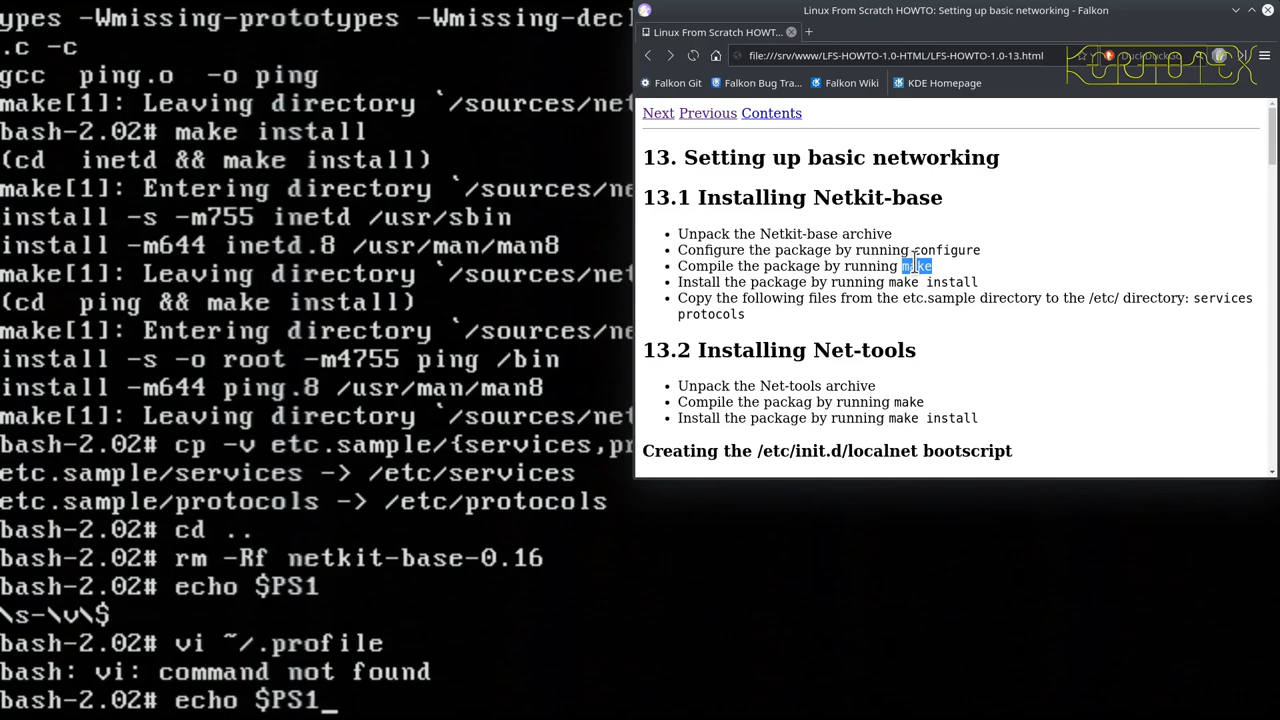 ypes -Wmissing-prototypes -Wmissing-dec
.c -c
gcc  ping.o  -o ping
make[1]: Leaving directory `/sources/net
bash-2.02# make install
(cd  inetd && make install)
make[1]: Entering directory `/sources/ne
install -s -m755 inetd /usr/sbin
install -m644 inetd.8 /usr/man/man8
make[1]: Leaving directory `/sources/net
(cd  ping && make install)
make[1]: Entering directory `/sources/ne
install -s -o root -m4755 ping /bin
install -m644 ping.8 /usr/man/man8
make[1]: Leaving directory `/sources/net
bash-2.02# cp -v etc.sample/{services,pr
etc.sample/services -> /etc/services
etc.sample/protocols -> /etc/protocols
bash-2.02# cd ..
bash-2.02# rm -Rf netkit-base-0.16
bash-2.02# echo $PS1
\s-\v\$
bash-2.02# vi ~/.profile
bash: vi: command not found
bash-2.02# echo $PS1_
Linux From Scratch HOWTO: Setting up basic networking - Falkon
Linux From Scratch HOWT...
file:///srv/www/LFS-HOWTO-1.0-HTML/LFS-HOWTO-1.0-13.html
Falkon Git Falkon Bug Tra... Falkon Wiki KDE Homepage
Next Previous Contents
13. Setting up basic networking
13.1 Installing Netkit-base
• Unpack the Netkit-base archive
• Configure the package by running configure
• Compile the package by running make
• Install the package by running make install
• Copy the following files from the etc.sample directory to the /etc/ directory: services
protocols
13.2 Installing Net-tools
• Unpack the Net-tools archive
• Compile the packag by running make
• Install the package by running make install
Creating the /etc/init.d/localnet bootscript